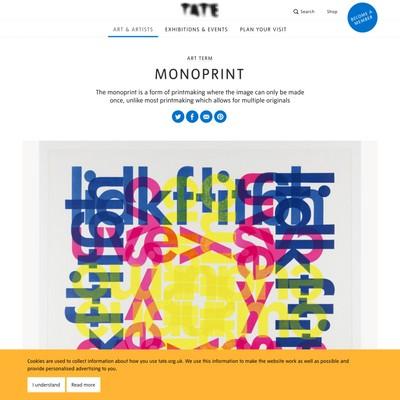 TATE
Search
Shop
BECOME A MEMBER
ART & ARTISTS
EXHIBITIONS & EVENTS
PLAN YOUR VISIT
ART TERM
MONOPRINT
The monoprint is a form of printmaking where the image can only be made
once, unlike most printmaking which allows for multiple originals
Cookies are used to collect information about how you use tate.org.uk. We use this information to make the website work as well as possible and
provide personalised advertising to you.
I understand
Read more